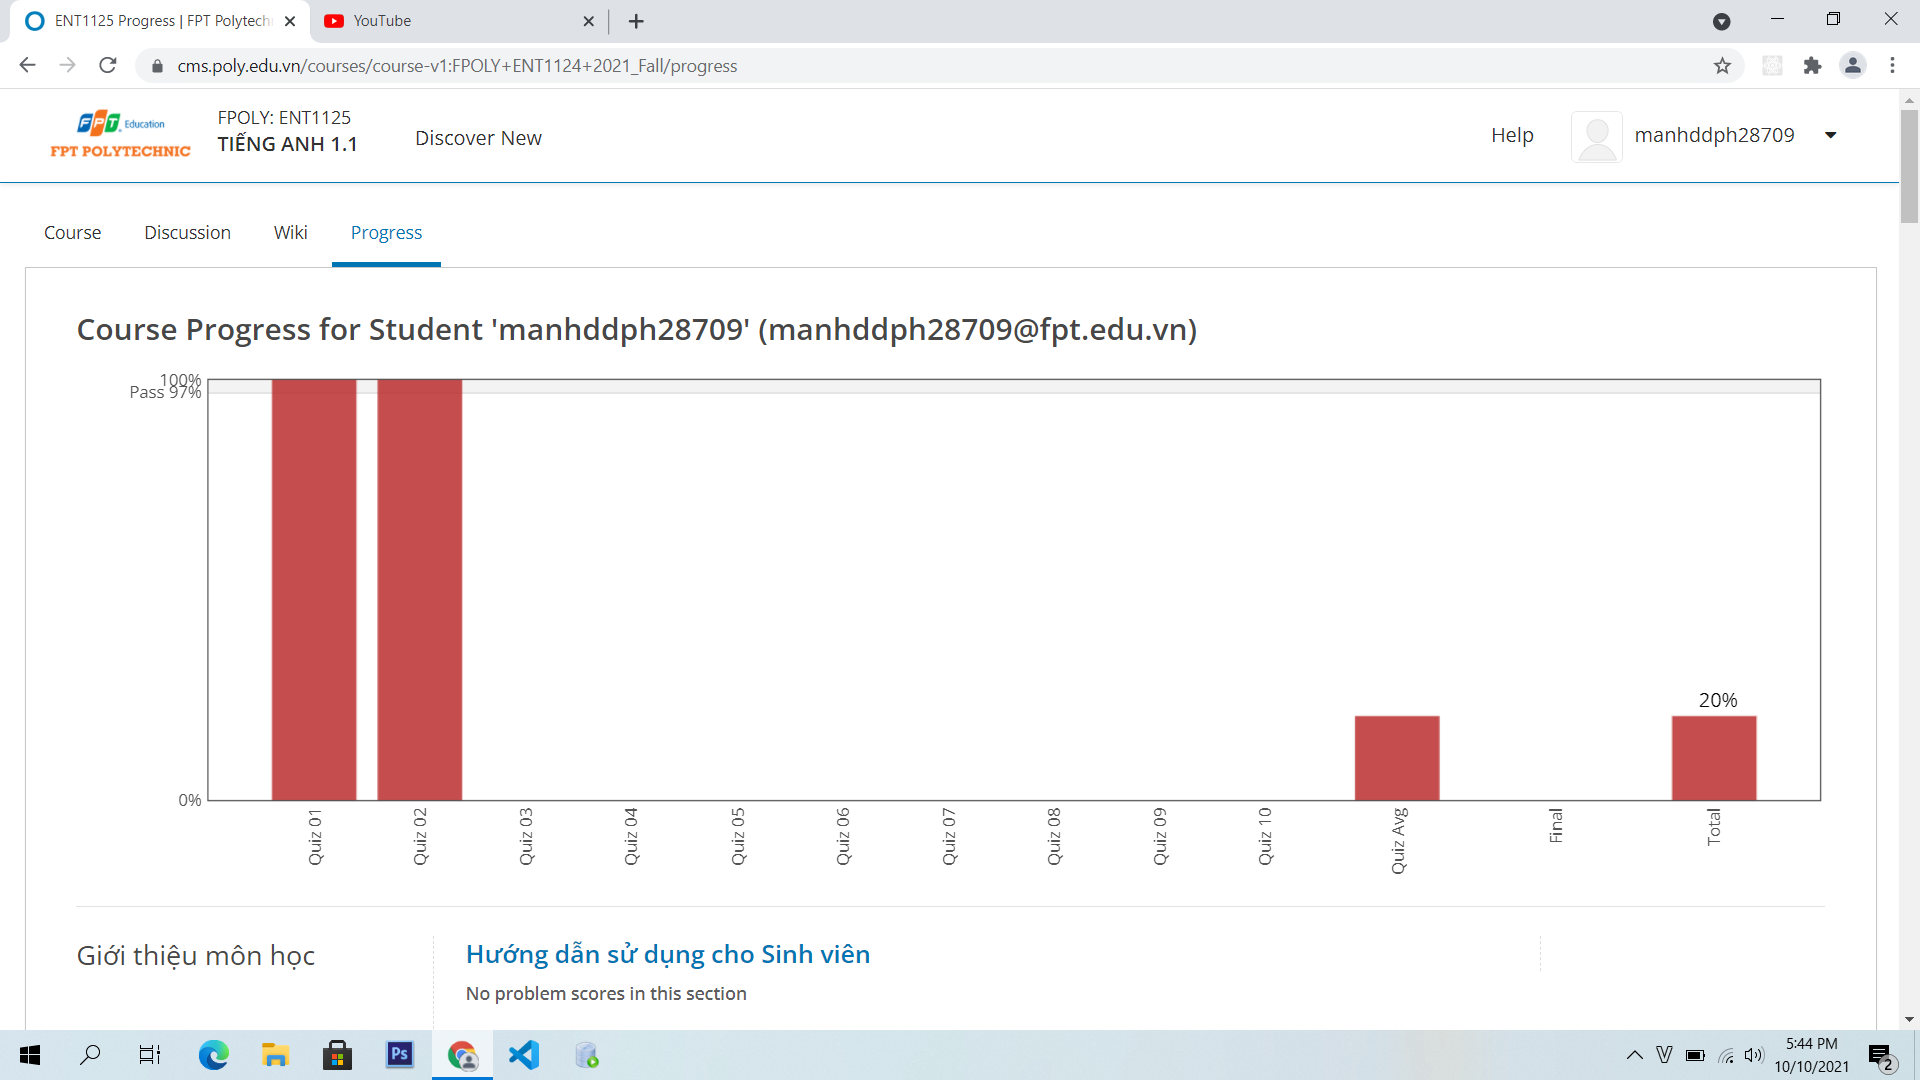 ENT1125 Progress | FPT Polytech
YouTube
cms.poly.edu.vn/courses/course-v1:FPOLY+ENT1124+2021_Fall/progress
FPT Education
FPT POLYTECHNIC
FPOLY: ENT1125
TIẾNG ANH 1.1
Discover New
Help
manhddph28709
Course
Discussion
Wiki
Progress
Course Progress for Student 'manhddph28709' (manhddph28709@fpt.edu.vn)
100%
Pass 97%
20%
0%
Quiz 01
Quiz 02
Quiz 03
Quiz 04
Quiz 05
Quiz 06
Quiz 07
Quiz 08
Quiz 09
Quiz 10
Quiz Avg
Final
Total
Giới thiệu môn học
Hướng dẫn sử dụng cho Sinh viên
No problem scores in this section
Ps
V
5:44 PM
10/10/2021
2